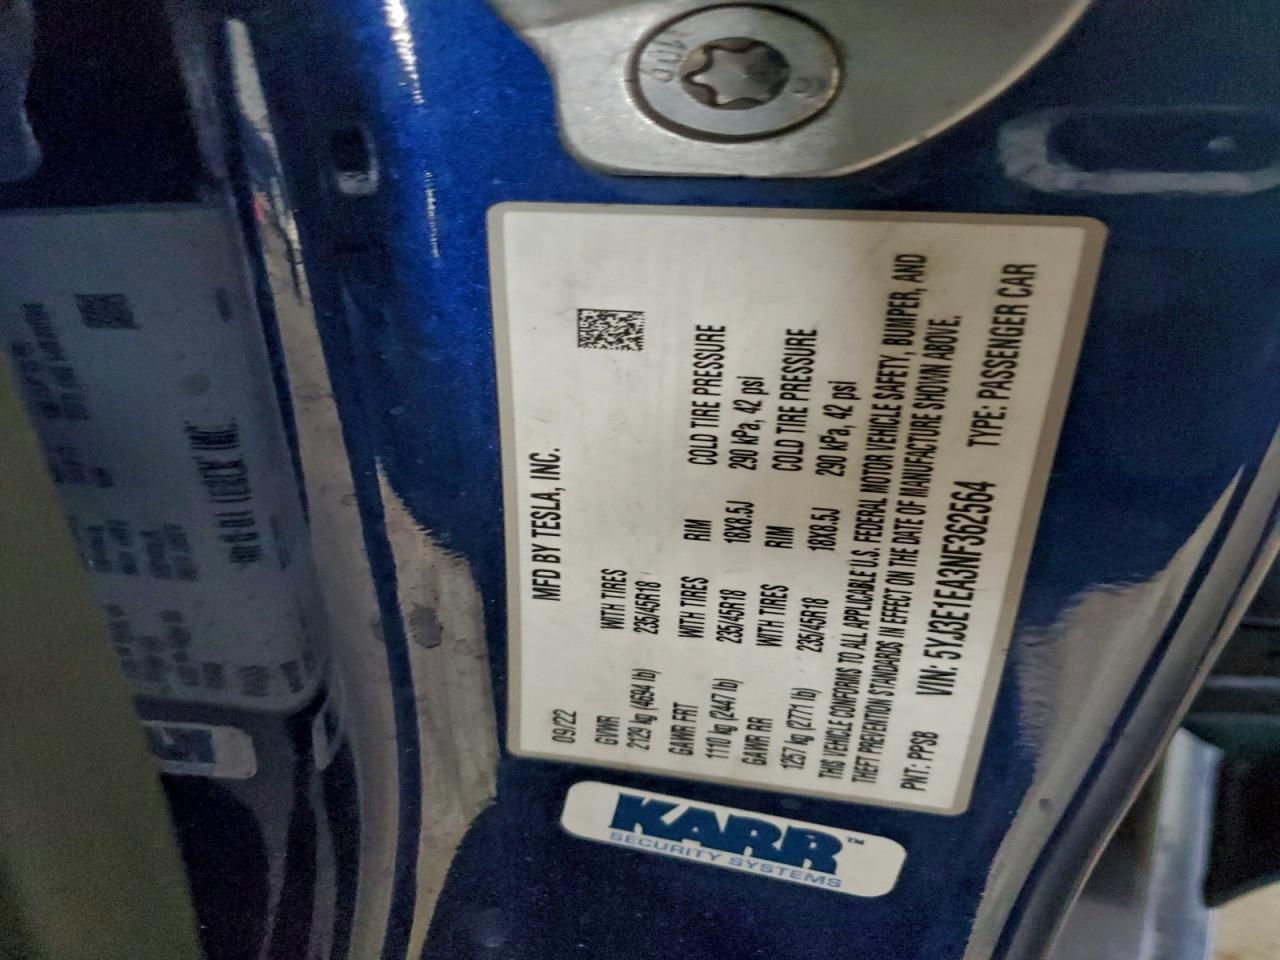 MFD BY TESLA, INC.
09/22
GVWR WITH TIRES
2129 kg (4694 lb) 235/45R18
GAWR FRT WITH TIRES RIM COLD TIRE PRESSURE
1110 kg (2447 lb) 235/45R18 18X8.5J 290 kPa, 42 psi
GAWR RR WITH TIRES RIM COLD TIRE PRESSURE
1257 kg (2771 lb) 235/45R18 18X8.5J 290 kPa, 42 psi
THIS VEHICLE CONFORMS TO ALL APPLICABLE U.S. FEDERAL MOTOR VEHICLE SAFETY, BUMPER, AND
THEFT PREVENTION STANDARDS IN EFFECT ON THE DATE OF MANUFACTURE SHOWN ABOVE.
PNT: PPSB VIN: 5YJ3E1EA3NF362564 TYPE: PASSENGER CAR
KARR™
SECURITY SYSTEMS